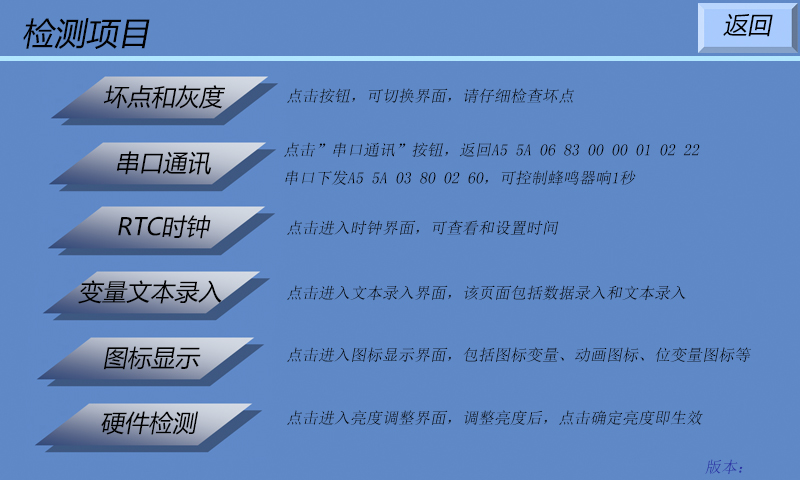 检测项目
返回
坏点和灰度
点击按钮，可切换界面，请仔细检查坏点
串口通讯
点击”串口通讯”按钮，返回A5 5A 06 83 00 00 01 02 22
串口下发A5 5A 03 80 02 60，可控制蜂鸣器响1秒
RTC时钟
点击进入时钟界面，可查看和设置时间
变量文本录入
点击进入文本录入界面，该页面包括数据录入和文本录入
图标显示
点击进入图标显示界面，包括图标变量、动画图标、位变量图标等
硬件检测
点击进入亮度调整界面，调整亮度后，点击确定亮度即生效
版本：